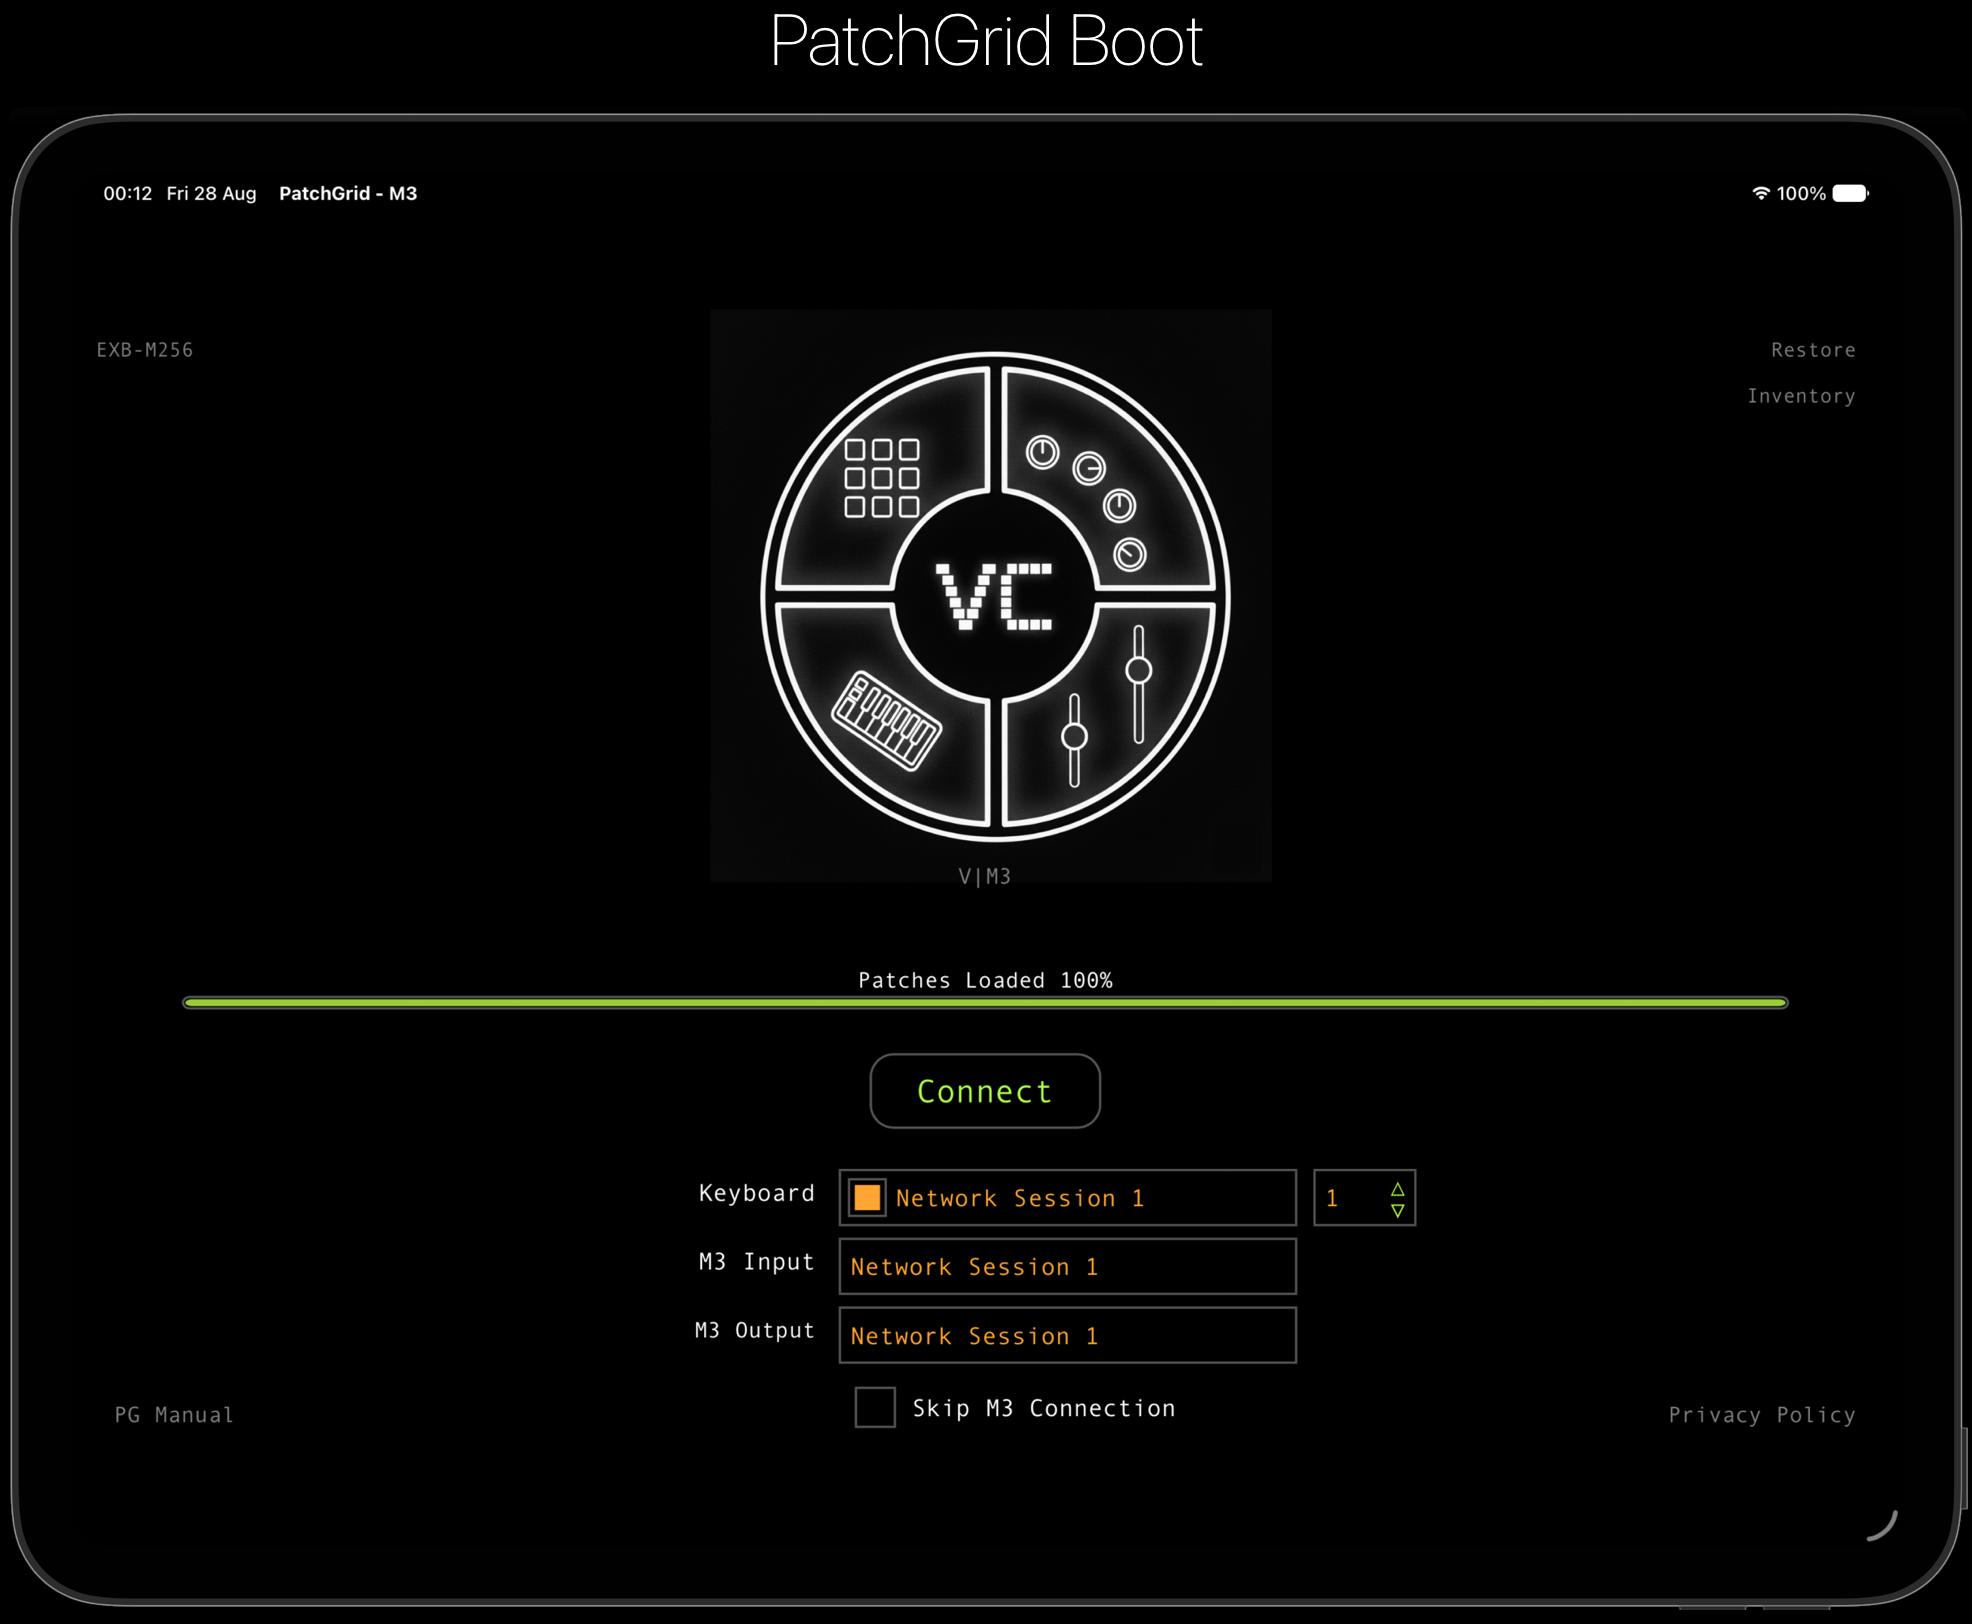 PatchGrid Boot
00:12 Fri 28 Aug PatchGrid - M3
100%
EXB-M256
Restore
Inventory
VC
V|M3
Patches Loaded 100%
Connect
Keyboard
Network Session 1
1
M3 Input
Network Session 1
M3 Output
Network Session 1
Skip M3 Connection
PG Manual
Privacy Policy